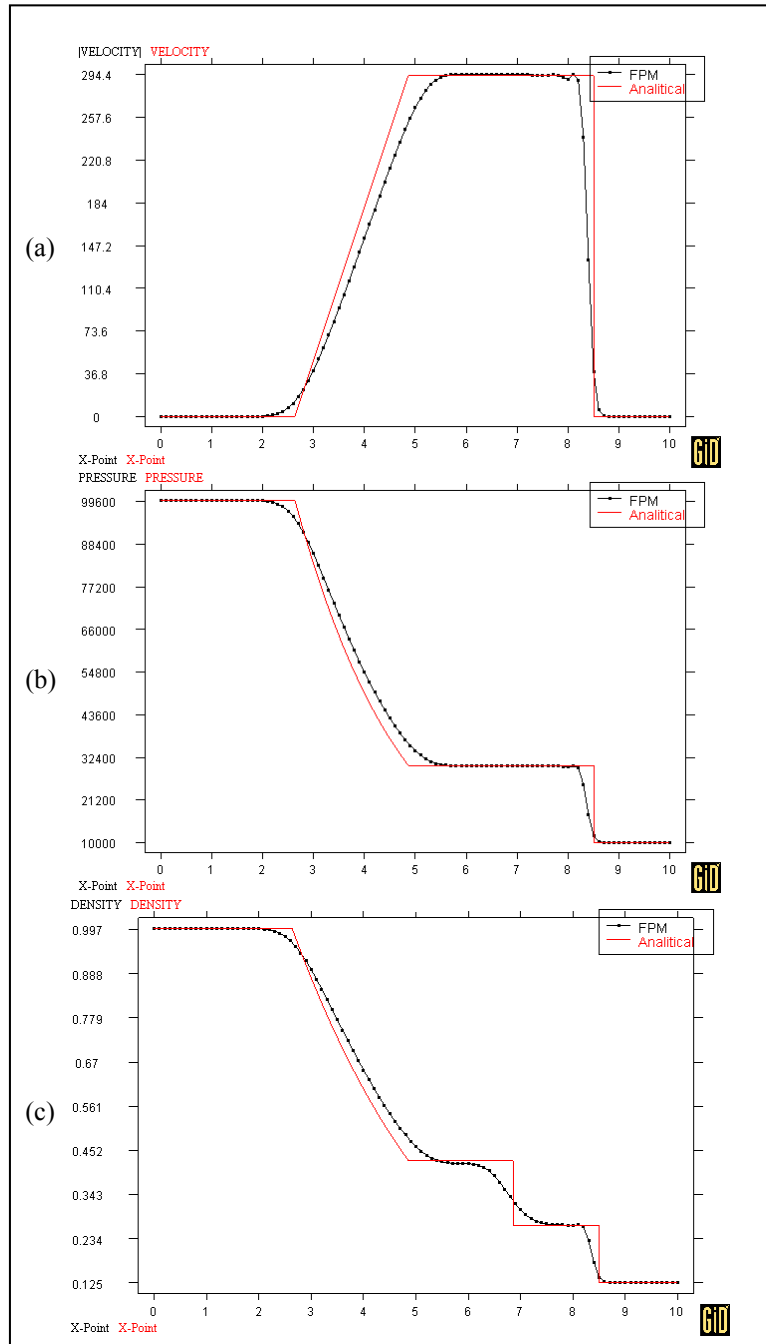 |VELOCITY| VELOCITY
FPM
Analitical
294.4
257.6
220.8
184
147.2
110.4
73.6
36.8
0
0 1 2 3 4 5 6 7 8 9 10
X-Point X-Point
GiD
(a)
PRESSURE PRESSURE
FPM
Analitical
99600
88400
77200
66000
54800
43600
32400
21200
10000
0 1 2 3 4 5 6 7 8 9 10
X-Point X-Point
GiD
(b)
DENSITY DENSITY
FPM
Analitical
0.997
0.888
0.779
0.67
0.561
0.452
0.343
0.234
0.125
0 1 2 3 4 5 6 7 8 9 10
X-Point X-Point
GiD
(c)